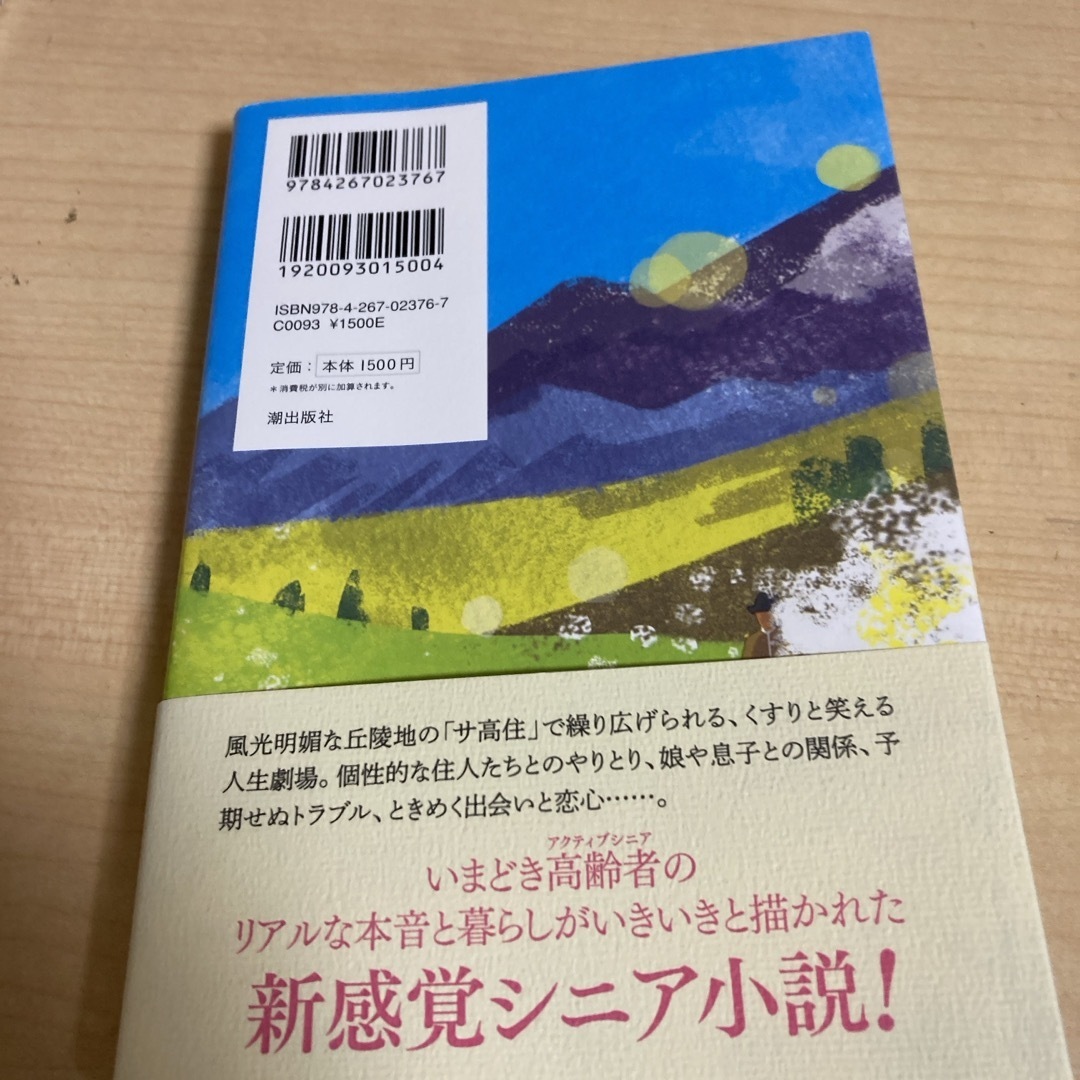 9784267023767
1920093015004
ISBN978-4-267-02376-7
C0093 ¥1500E
定価：本体1500円
＊消費税が別に加算されます。
潮出版社
風光明媚な丘陵地の「サ高住」で繰り広げられる、くすりと笑える
人生劇場。個性的な住人たちとのやりとり、娘や息子との関係、予
期せぬトラブル、ときめく出会いと恋心……。
アクティブシニア
いまどき高齢者の
リアルな本音と暮らしがいきいきと描かれた
新感覚シニア小説！